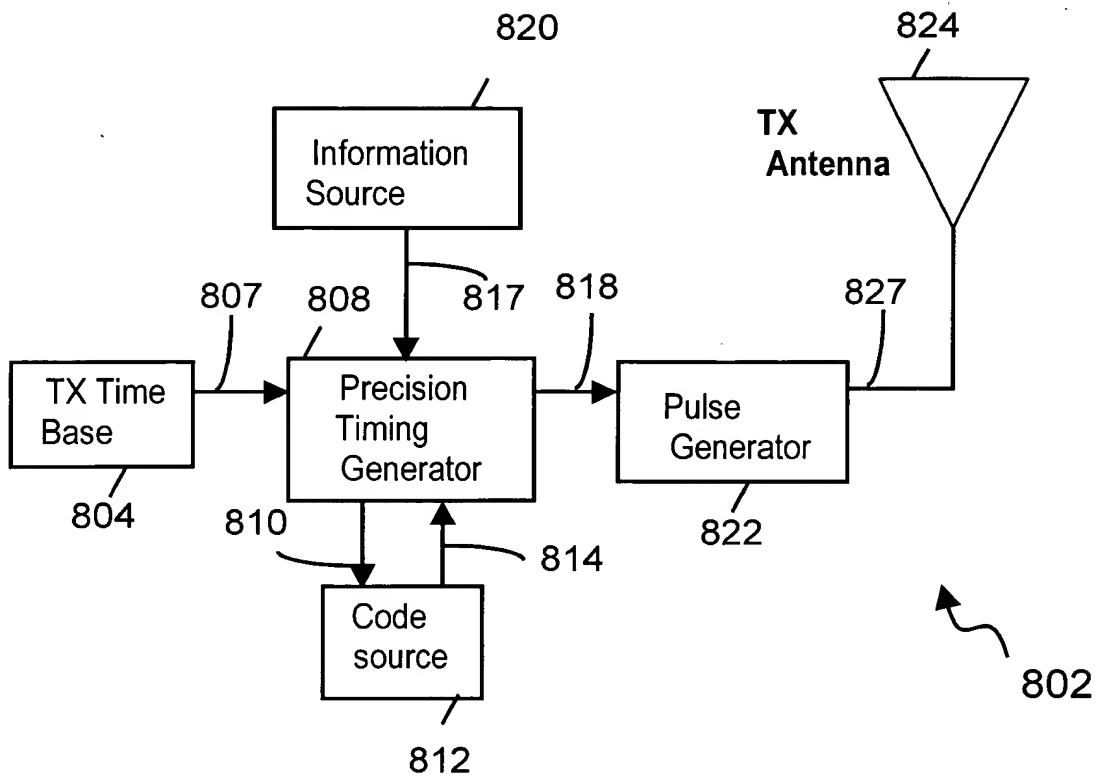 820
824
Information
Source
TX
Antenna
807
808
817
818
827
TX Time
Base
Precision
Timing
Generator
Pulse
Generator
804
810
814
822
Code
source
802
812